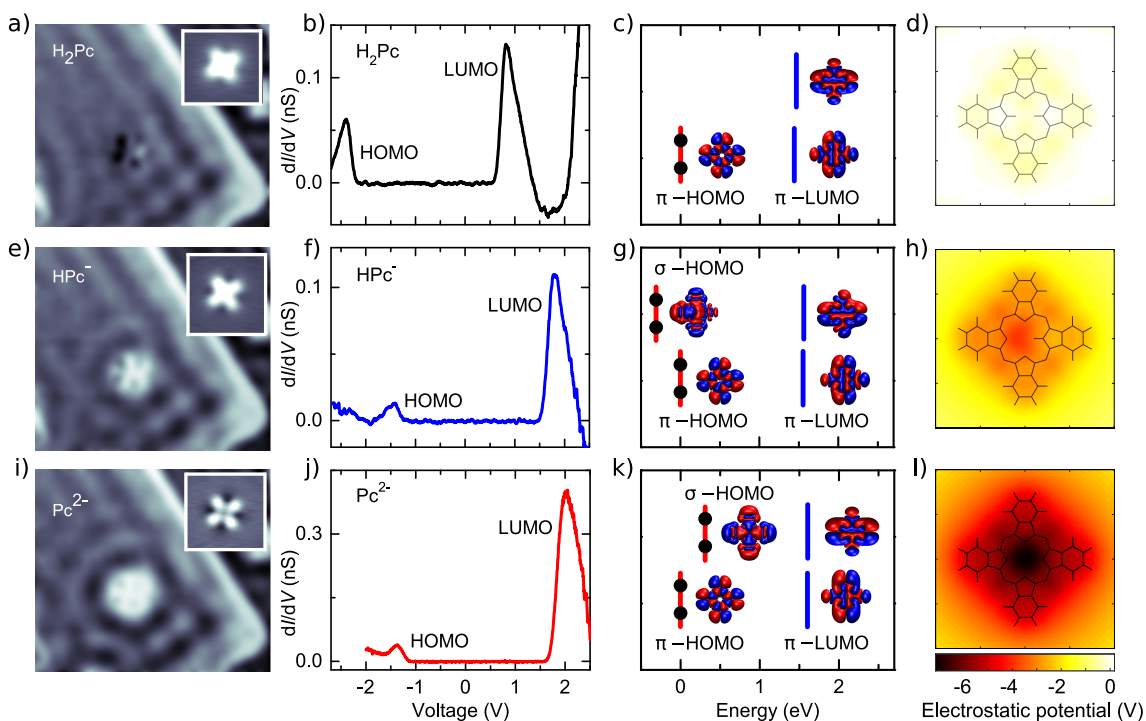 a)
H₂Pc
b)
H₂Pc
LUMO
HOMO
0.1
0.0
dI/dV (nS)
c)
π –HOMO
π –LUMO
d)
e)
HPc⁻
f)
HPc⁻
LUMO
HOMO
0.1
0.0
dI/dV (nS)
g)
σ –HOMO
π –HOMO
π –LUMO
h)
i)
Pc²⁻
j)
Pc²⁻
LUMO
HOMO
0.3
0.0
dI/dV (nS)
-2 -1 0 1 2
Voltage (V)
k)
σ –HOMO
π –HOMO
π –LUMO
0 1 2
Energy (eV)
l)
-6 -4 -2 0
Electrostatic potential (V)